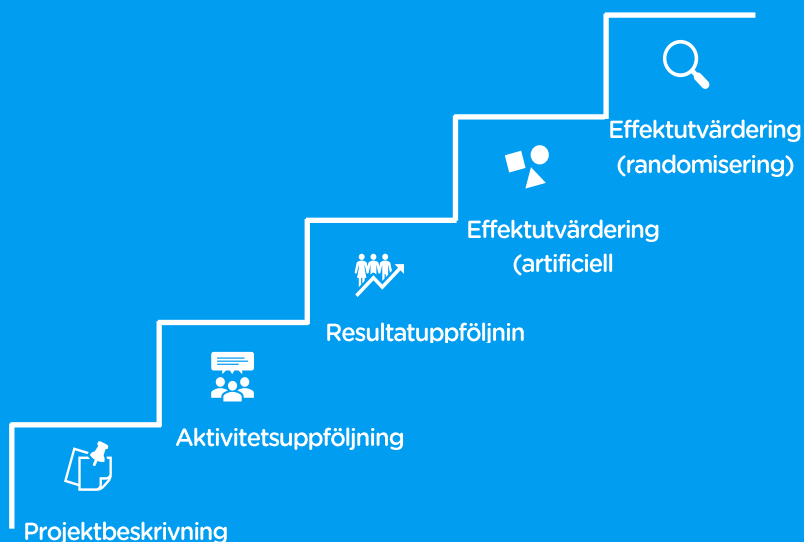 Effektutvärdering
(randomisering)
Effektutvärdering
(artificiell
Resultatuppföljnin
Aktivitetsuppföljning
Projektbeskrivning